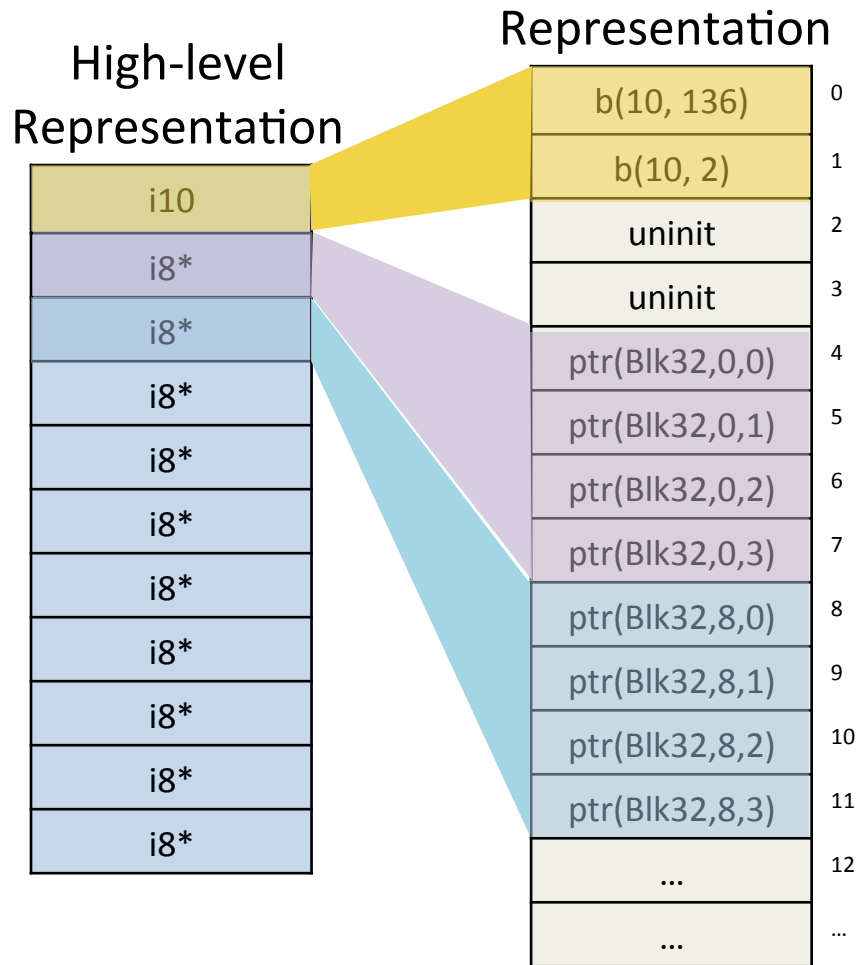 High-level
Representation
i10
i8*
i8*
i8*
i8*
i8*
i8*
i8*
i8*
i8*
i8*
Representation
b(10, 136) 0
b(10, 2) 1
uninit 2
uninit 3
ptr(Blk32,0,0) 4
ptr(Blk32,0,1) 5
ptr(Blk32,0,2) 6
ptr(Blk32,0,3) 7
ptr(Blk32,8,0) 8
ptr(Blk32,8,1) 9
ptr(Blk32,8,2) 10
ptr(Blk32,8,3) 11
... 12
... ...